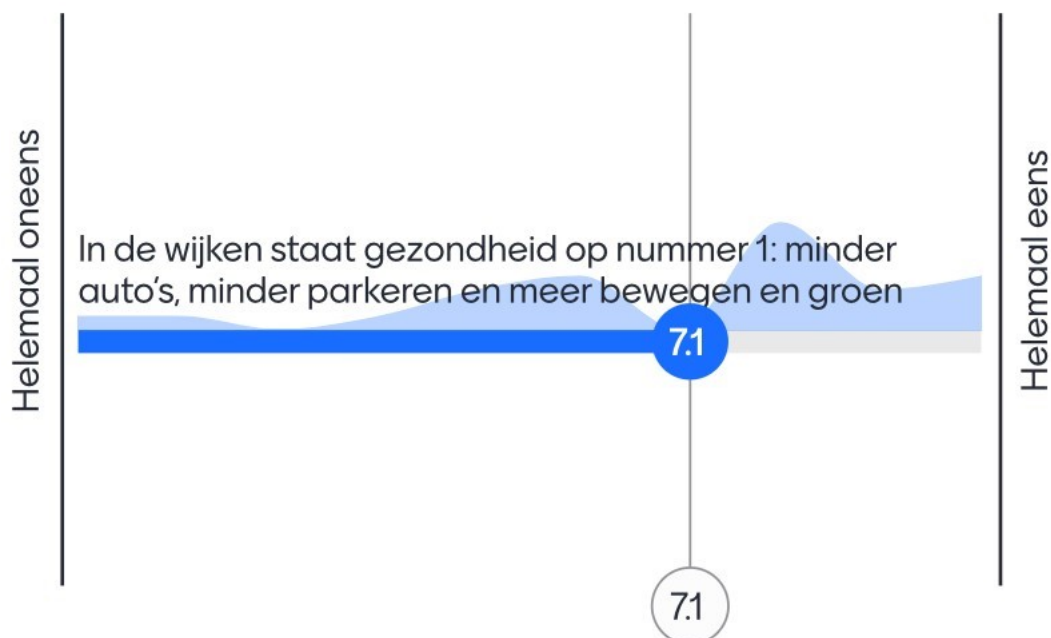 Helemaal oneens
In de wijken staat gezondheid op nummer 1: minder
auto's, minder parkeren en meer bewegen en groen
7.1
Helemaal eens
7.1